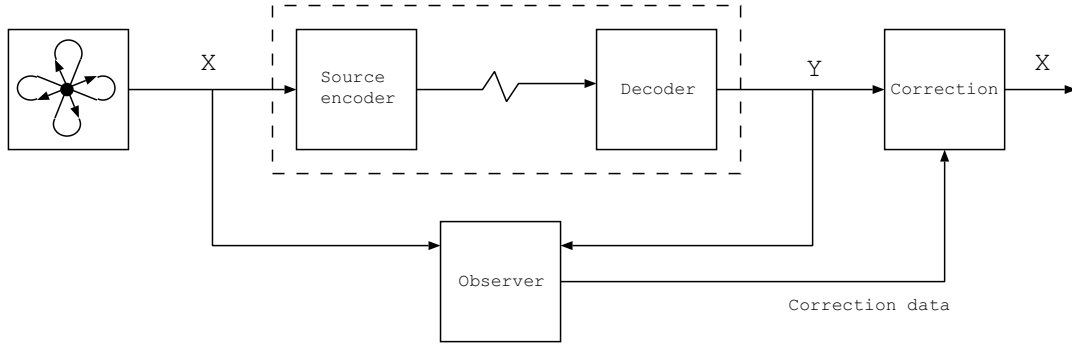 X
Source
encoder
Decoder
Y
Correction
X
Observer
Correction data